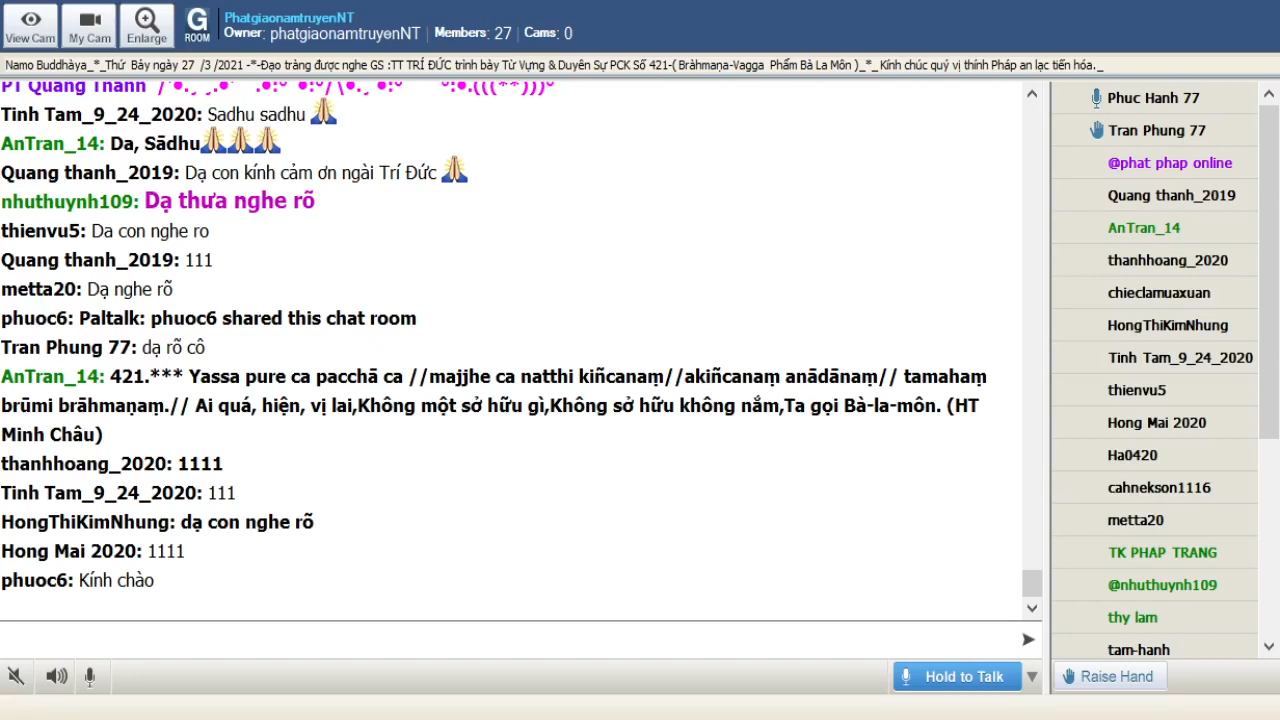 View Cam
My Cam
Enlarge
G
ROOM
PhatgiaonamtruyenNT
Owner: phatgiaonamtruyenNT | Members: 27 | Cams: 0
Namo Buddhàya_*_Thứ Bảy ngày 27 /3 /2021 -*-Đạo tràng được nghe GS :TT TRÍ ĐỨC trình bày Từ Vựng & Duyên Sự PCK Số 421-( Bràhmaṇa-Vagga Phẩm Bà La Môn )_*_ Kính chúc quý vị thính Pháp an lạc tiến hóa._
PT Quang Thanh
Tinh Tam_9_24_2020: Sadhu sadhu
AnTran_14: Dạ, Sādhu
Quang thanh_2019: Dạ con kính cảm ơn ngài Trí Đức
nhuthuynh109: Dạ thưa nghe rõ
thienvu5: Da con nghe ro
Quang thanh_2019: 111
metta20: Dạ nghe rõ
phuoc6: Paltalk: phuoc6 shared this chat room
Tran Phung 77: dạ rõ cô
AnTran_14: 421.*** Yassa pure ca pacchā ca //majjhe ca natthi kiñcanaṃ//akiñcanaṃ anādānaṃ// tamahaṃ
brūmi brāhmaṇaṃ.// Ai quá, hiện, vị lai,Không một sở hữu gì,Không sở hữu không nắm,Ta gọi Bà-la-môn. (HT
Minh Châu)
thanhhoang_2020: 1111
Tinh Tam_9_24_2020: 111
HongThiKimNhung: dạ con nghe rõ
Hong Mai 2020: 1111
phuoc6: Kính chào
Phuc Hanh 77
Tran Phung 77
@phat phap online
Quang thanh_2019
AnTran_14
thanhhoang_2020
chieclamuaxuan
HongThiKimNhung
Tinh Tam_9_24_2020
thienvu5
Hong Mai 2020
Ha0420
cahnekson1116
metta20
TK PHAP TRANG
@nhuthuynh109
thy lam
tam-hanh
Hold to Talk
Raise Hand